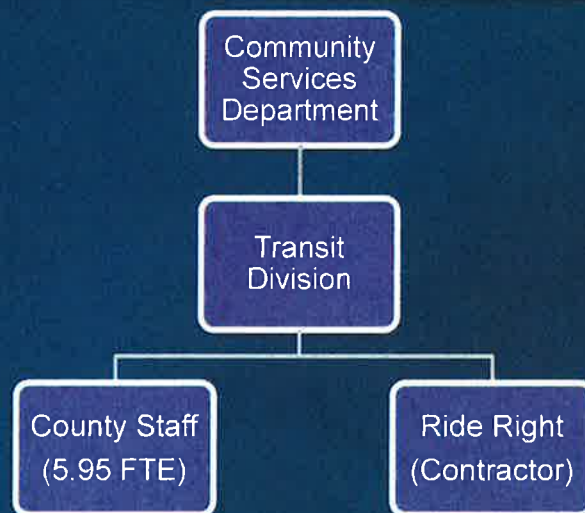 Community
Services
Department
Transit
Division
County Staff
(5.95 FTE)
Ride Right
(Contractor)